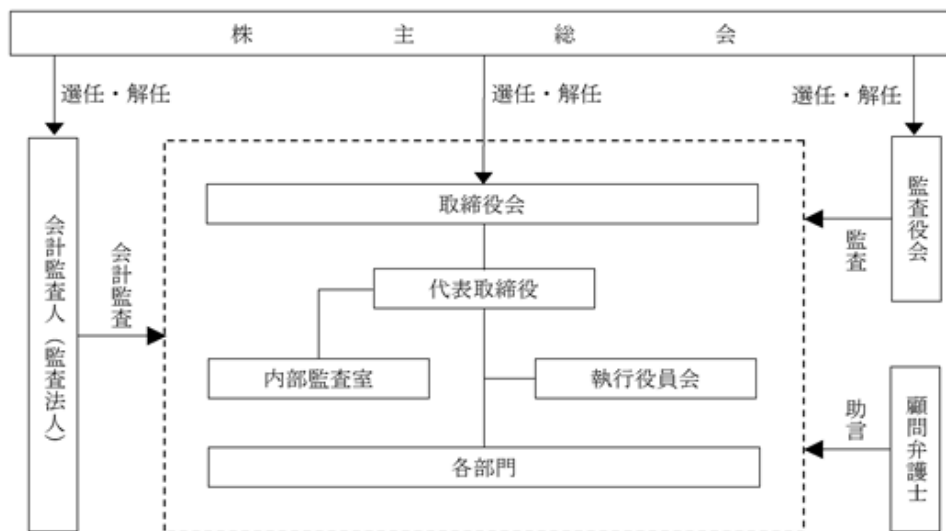 株主総会
選任・解任
選任・解任
選任・解任
会計監査人（監査法人）
会計監査
取締役会
代表取締役
内部監査室
執行役員会
各部門
監査役会
監査
顧問弁護士
助言